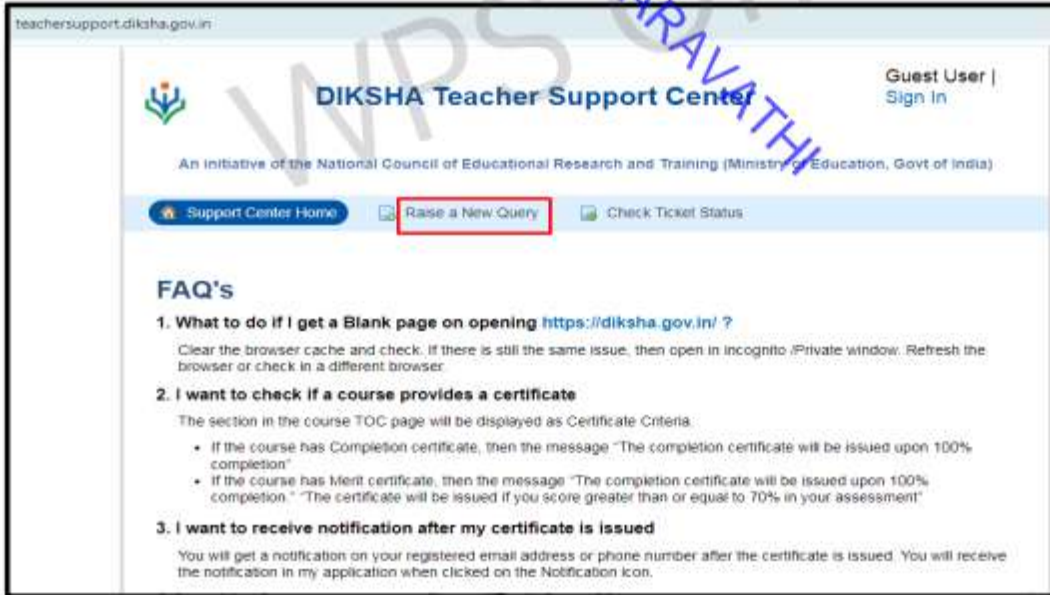 teachersupport.diksha.gov.in
DIKSHA Teacher Support Center
Guest User |
Sign In
An initiative of the National Council of Educational Research and Training (Ministry of Education, Govt of India)
Support Center Home
Raise a New Query
Check Ticket Status
FAQ's
1. What to do if I get a Blank page on opening https://diksha.gov.in/ ?
Clear the browser cache and check. If there is still the same issue, then open in incognito /Private window. Refresh the
browser or check in a different browser
2. I want to check if a course provides a certificate
The section in the course TOC page will be displayed as Certificate Criteria
• If the course has Completion certificate, then the message "The completion certificate will be issued upon 100%
completion"
• If the course has Merit certificate, then the message "The completion certificate will be issued upon 100%
completion." "The certificate will be issued if you score greater than or equal to 70% in your assessment"
3. I want to receive notification after my certificate is issued
You will get a notification on your registered email address or phone number after the certificate is issued. You will receive
the notification in my application when clicked on the Notification icon.
WPS
ARAVATHI